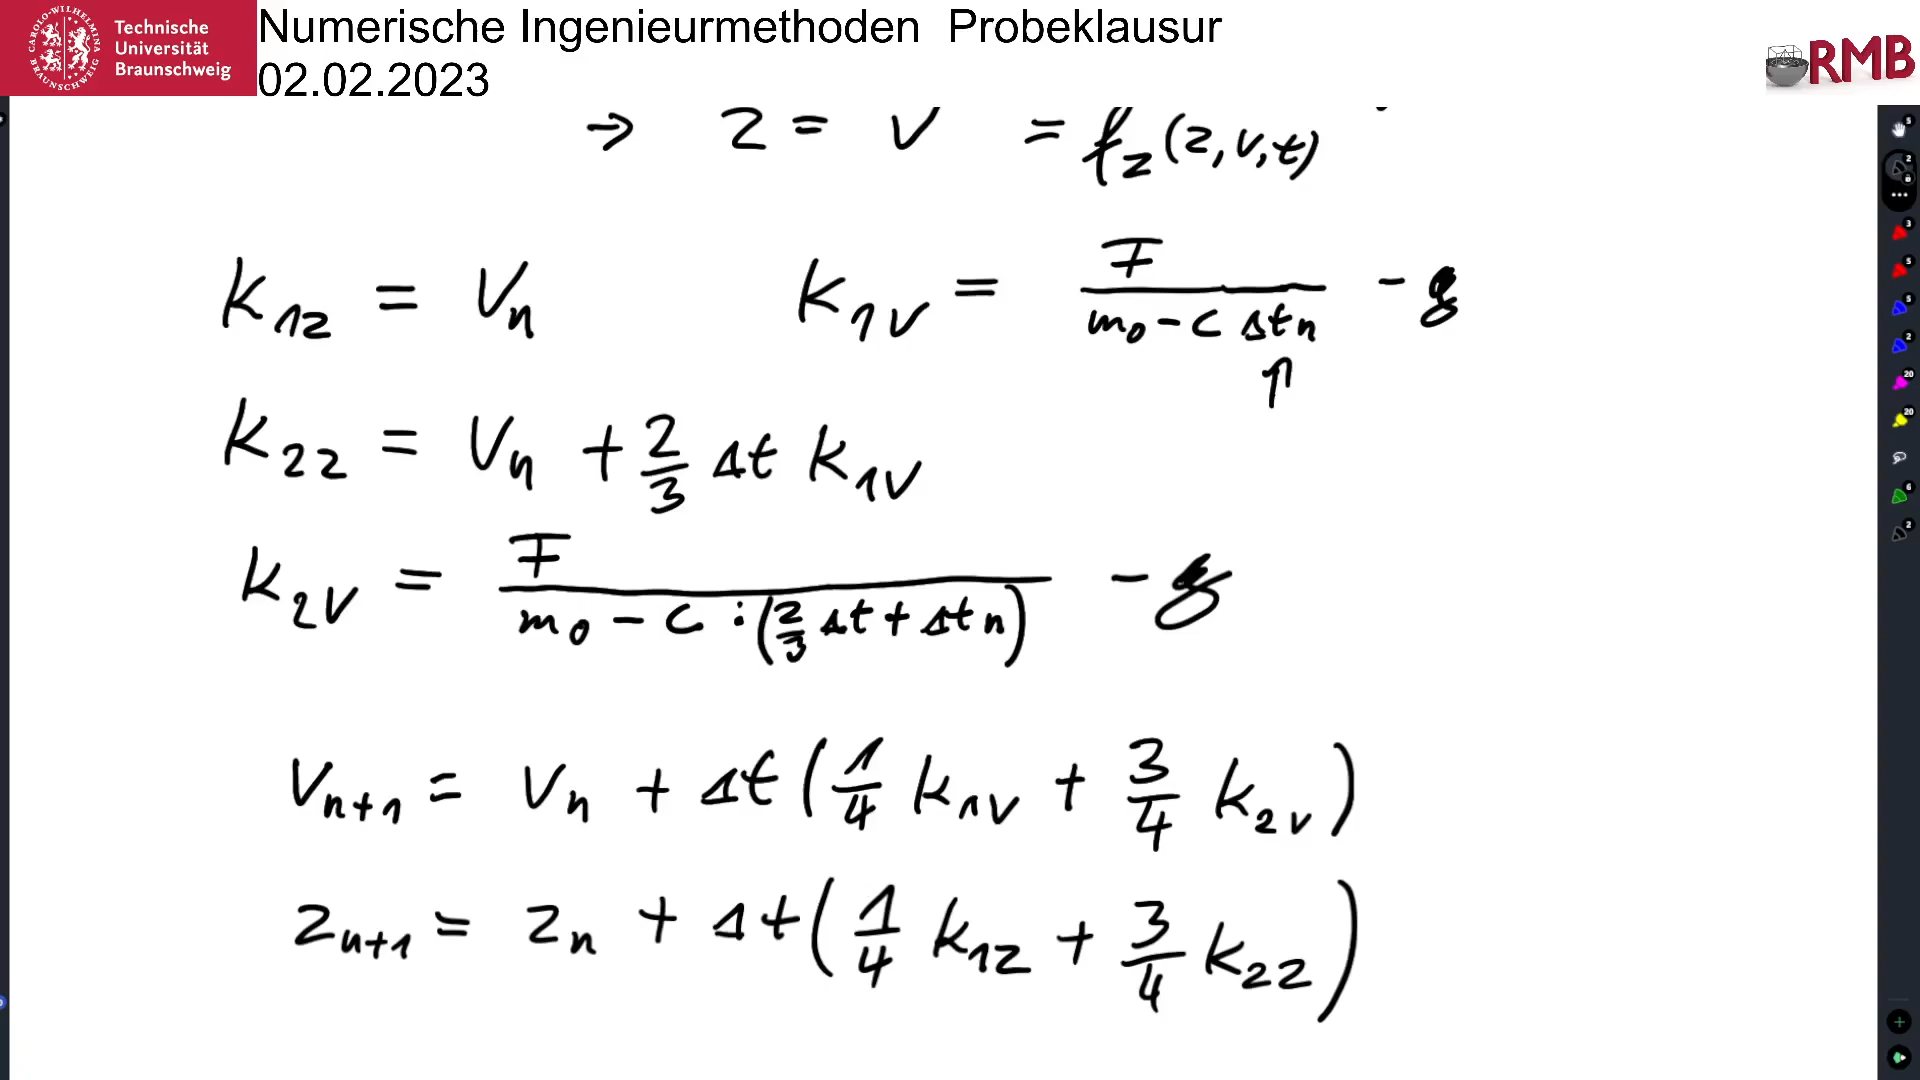 Technische
Universität
Braunschweig
Numerische Ingenieurmethoden Probeklausur
02.02.2023
RMB
→ z = v = f_z (z, v, t)
k_1z = v_n k_1v = F / (m_0 - c Δt n) - g
↑
k_2z = v_n + 2/3 Δt k_1v
k_2v = F / (m_0 - c · (2/3 Δt + Δt n)) - g
v_n+1 = v_n + Δt (1/4 k_1v + 3/4 k_2v)
z_n+1 = z_n + Δt (1/4 k_1z + 3/4 k_2z)